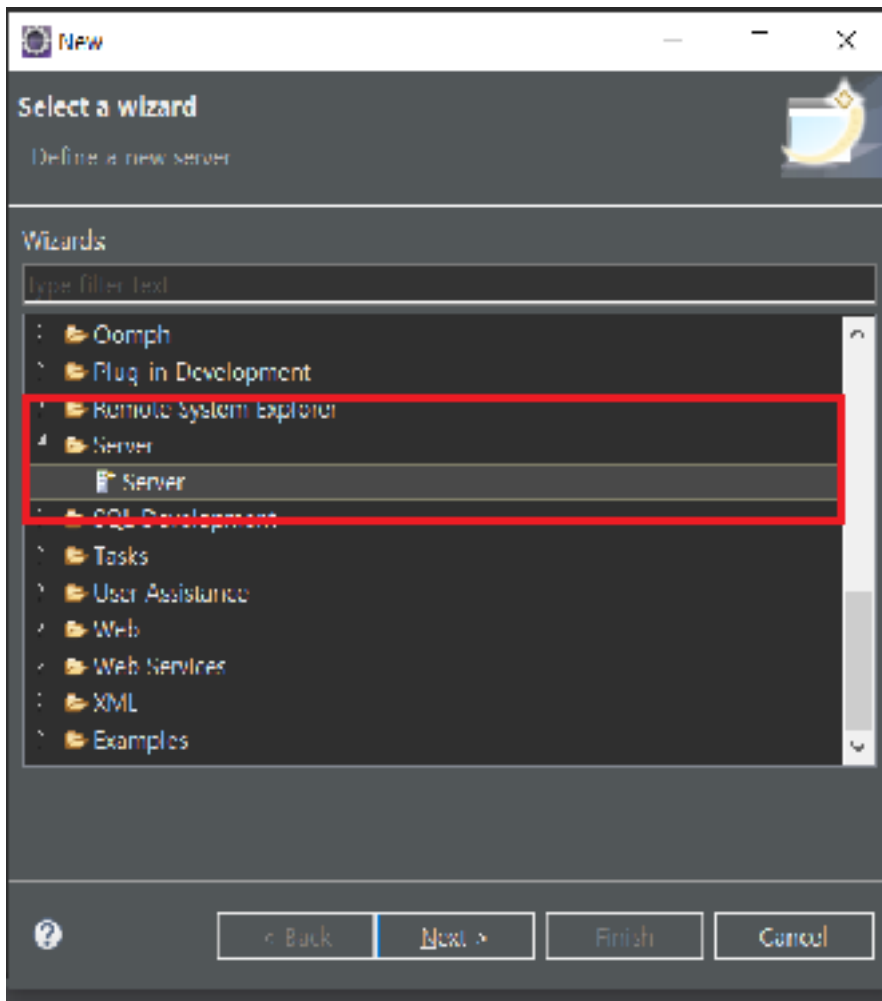 New
Select a wizard
Define a new server
Wizards:
type filter text
Oomph
Plug-in Development
Remote System Explorer
Server
Server
SQL Development
Tasks
User Assistance
Web
Web Services
XML
Examples
< Back
Next >
Finish
Cancel